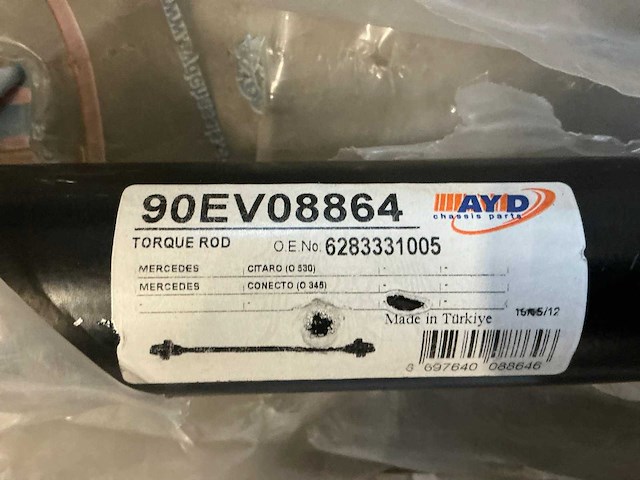 90EV08864
AYD
chassis parts
TORQUE ROD O.E.No: 6283331005
MERCEDES CITARO (O 530) - -
MERCEDES CONECTO (O 345) - -
- - - -
Made in Türkiye
8 697640 088646